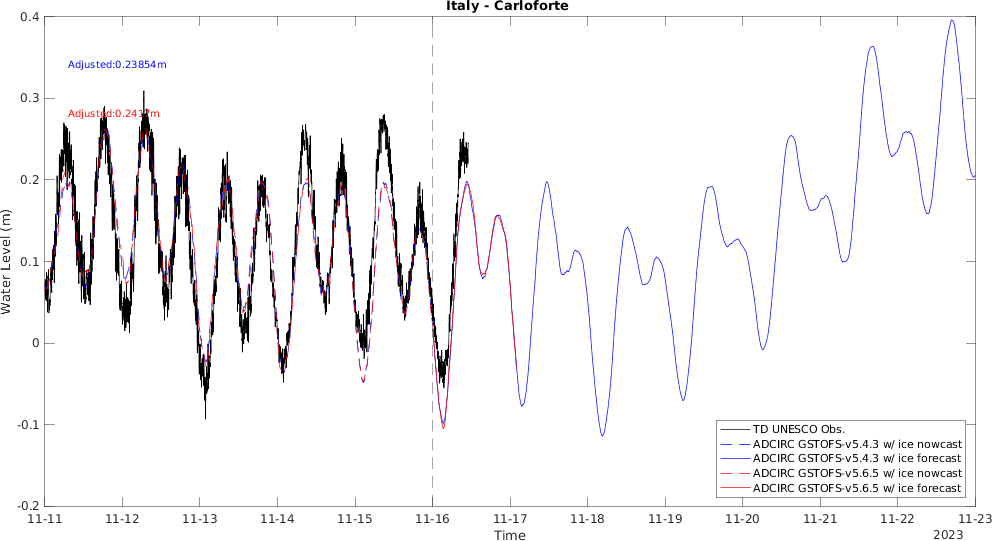 Italy - Carloforte
0.4
0.3
0.2
0.1
0
-0.1
-0.2
Water Level (m)
Adjusted:0.23854m
Adjusted:0.2417m
TD UNESCO Obs.
ADCIRC GSTOFS-v5.4.3 w/ ice nowcast
ADCIRC GSTOFS-v5.4.3 w/ ice forecast
ADCIRC GSTOFS-v5.6.5 w/ ice nowcast
ADCIRC GSTOFS-v5.6.5 w/ ice forecast
11-11 11-12 11-13 11-14 11-15 11-16 11-17 11-18 11-19 11-20 11-21 11-22 11-23
Time
2023